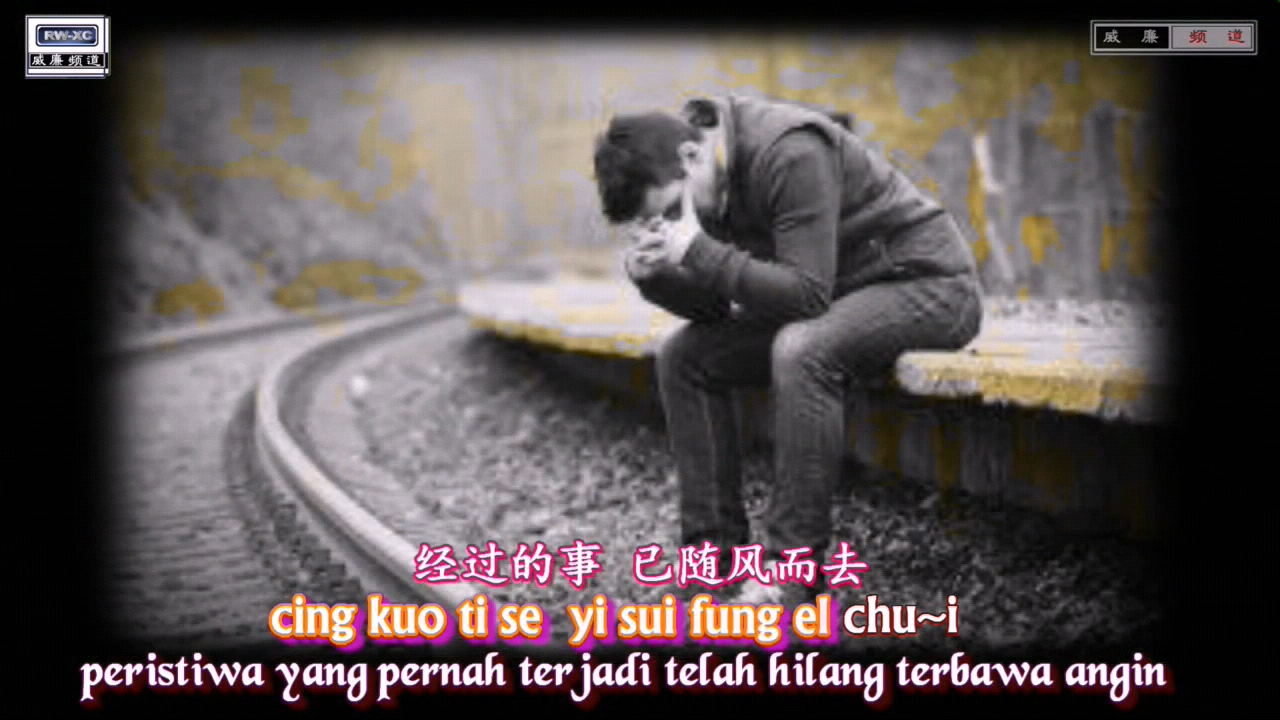 RW-XC
威廉频道
威廉 频道
经过的事 已随风而去
cing kuo ti se yi sui fung el chu~i
peristiwa yang pernah terjadi telah hilang terbawa angin